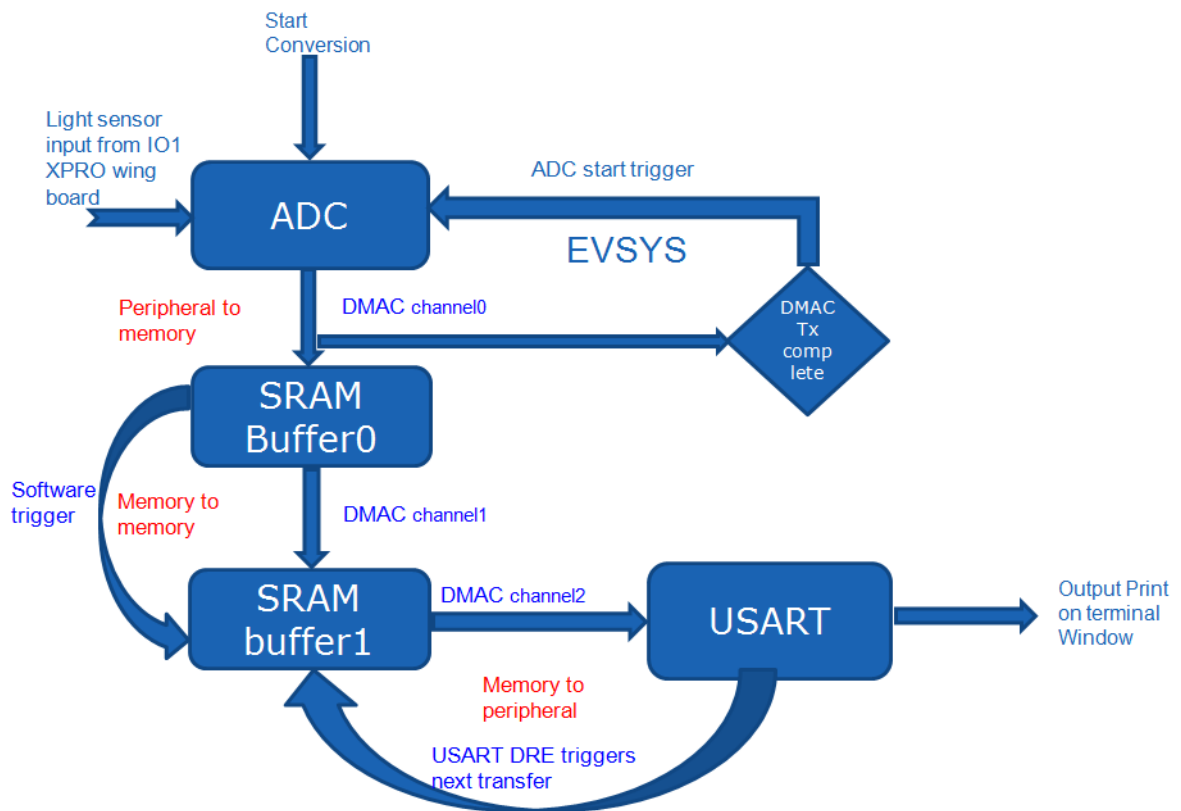 Start
Conversion
Light sensor
input from IO1
XPRO wing
board
ADC start trigger
ADC
EVSYS
Peripheral to
memory
DMAC channel0
DMAC
Tx
comp
lete
SRAM
Buffer0
Software
trigger
Memory to
memory
DMAC channel1
SRAM
buffer1
DMAC channel2
USART
Output Print
on terminal
Window
Memory to
peripheral
USART DRE triggers
next transfer